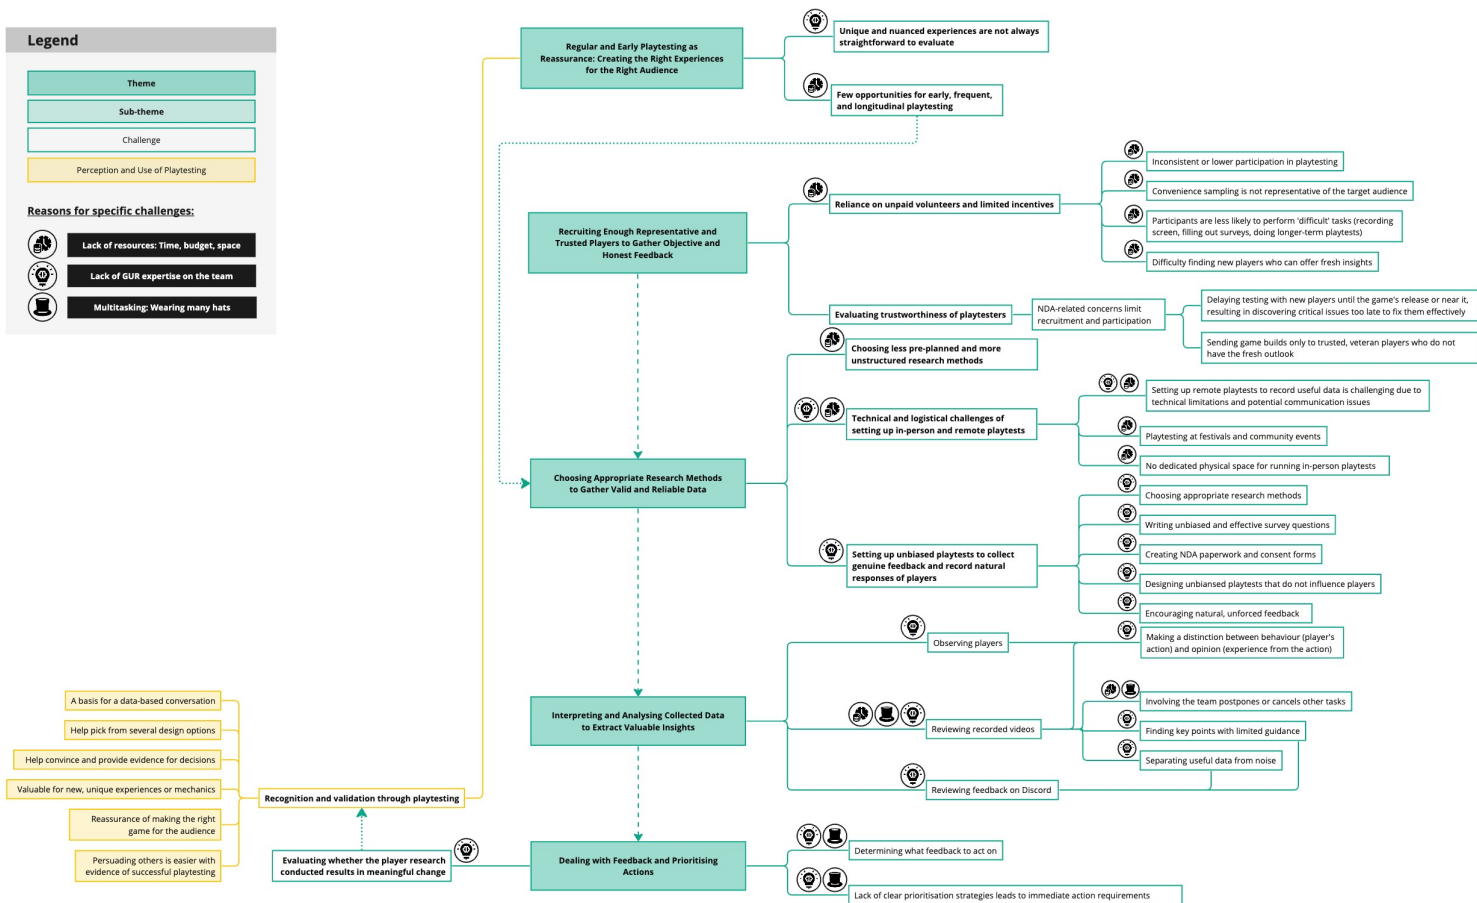 Legend
Theme
Sub-theme
Challenge
Perception and Use of Playtesting
Reasons for specific challenges:
Lack of resources: Time, budget, space
Lack of GUR expertise on the team
Multitasking: Wearing many hats
Regular and Early Playtesting as
Reassurance: Creating the Right Experiences
for the Right Audience
Unique and nuanced experiences are not always
straightforward to evaluate
Few opportunities for early, frequent,
and longitudinal playtesting
Recruiting Enough Representative and
Trusted Players to Gather Objective and
Honest Feedback
Reliance on unpaid volunteers and limited incentives
Inconsistent or lower participation in playtesting
Convenience sampling is not representative of the target audience
Participants are less likely to perform 'difficult' tasks (recording
screen, filling out surveys, doing longer-term playtests)
Difficulty finding new players who can offer fresh insights
Evaluating trustworthiness of playtesters
NDA-related concerns limit
recruitment and participation
Delaying testing with new players until the game's release or near it,
resulting in discovering critical issues too late to fix them effectively
Sending game builds only to trusted, veteran players who do not
have the fresh outlook
Choosing Appropriate Research Methods
to Gather Valid and Reliable Data
Choosing less pre-planned and more
unstructured research methods
Technical and logistical challenges of
setting up in-person and remote playtests
Setting up remote playtests to record useful data is challenging due to
technical limitations and potential communication issues
Playtesting at festivals and community events
No dedicated physical space for running in-person playtests
Setting up unbiased playtests to collect
genuine feedback and record natural
responses of players
Choosing appropriate research methods
Writing unbiased and effective survey questions
Creating NDA paperwork and consent forms
Designing unbiansed playtests that do not influence players
Encouraging natural, unforced feedback
Interpreting and Analysing Collected Data
to Extract Valuable Insights
Observing players
Making a distinction between behaviour (player's
action) and opinion (experience from the action)
Reviewing recorded videos
Involving the team postpones or cancels other tasks
Finding key points with limited guidance
Separating useful data from noise
Reviewing feedback on Discord
Dealing with Feedback and Prioritising
Actions
Determining what feedback to act on
Lack of clear prioritisation strategies leads to immediate action requirements
Evaluating whether the player research
conducted results in meaningful change
Recognition and validation through playtesting
A basis for a data-based conversation
Help pick from several design options
Help convince and provide evidence for decisions
Valuable for new, unique experiences or mechanics
Reassurance of making the right
game for the audience
Persuading others is easier with
evidence of successful playtesting